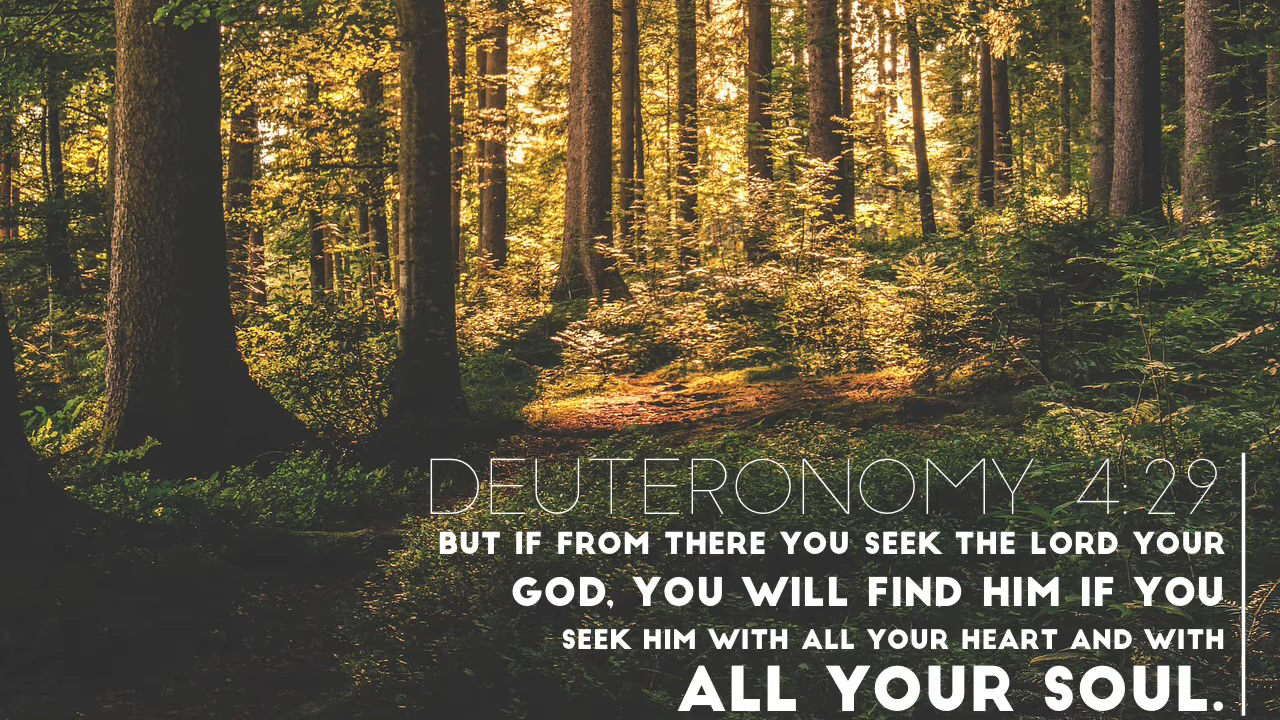 DEUTERONOMY 4:29
BUT IF FROM THERE YOU SEEK THE LORD YOUR
GOD, YOU WILL FIND HIM IF YOU
SEEK HIM WITH ALL YOUR HEART AND WITH
ALL YOUR SOUL.